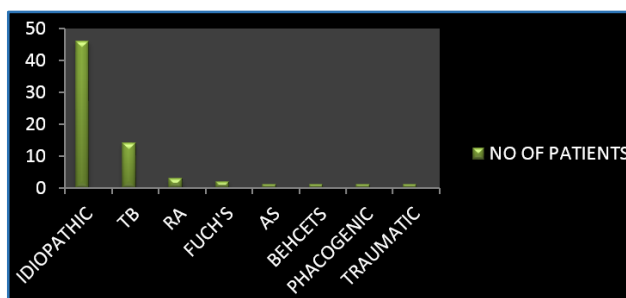 50
40
30
20
10
0
IDIOPATHIC
TB
RA
FUCH'S
AS
BEHCETS
PHACOGENIC
TRAUMATIC
NO OF PATIENTS